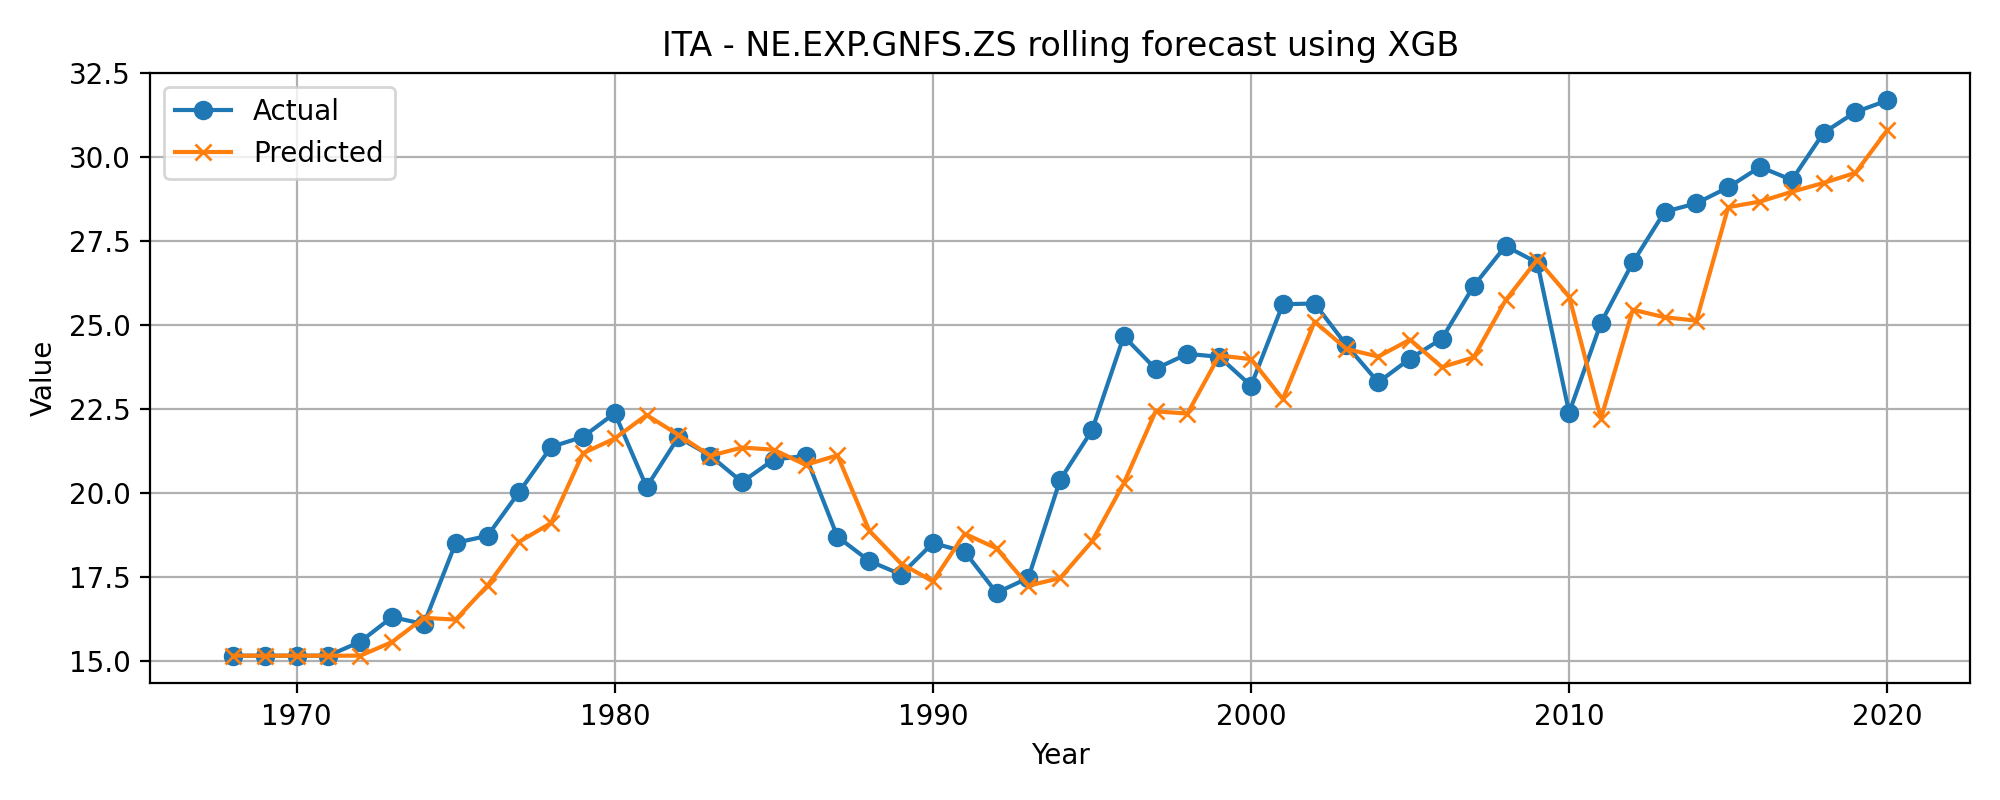 ITA - NE.EXP.GNFS.ZS rolling forecast using XGB
32.5
30.0
27.5
25.0
22.5
20.0
17.5
15.0
Value
Actual
Predicted
1970 1980 1990 2000 2010 2020
Year